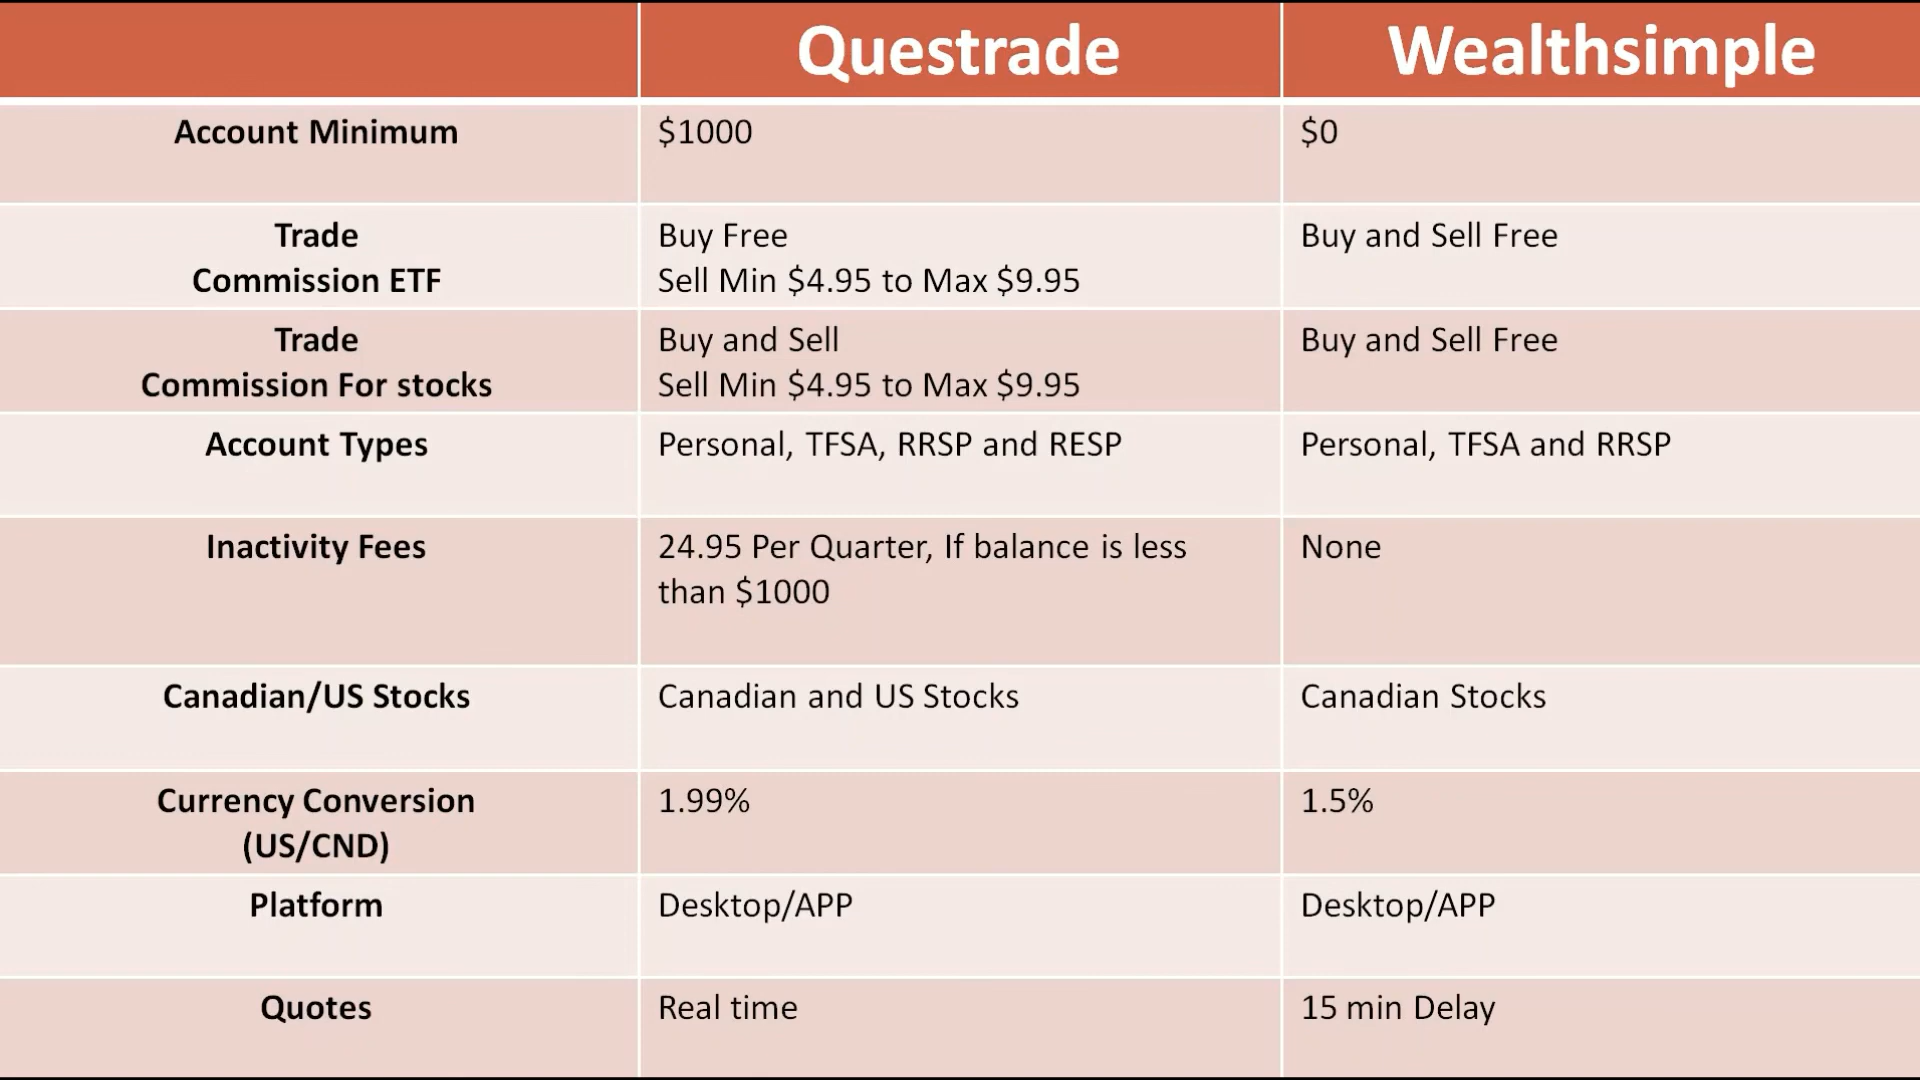 Questrade
Wealthsimple
Account Minimum
$1000
$0
Trade
Commission ETF
Buy Free
Sell Min $4.95 to Max $9.95
Buy and Sell Free
Trade
Commission For stocks
Buy and Sell
Sell Min $4.95 to Max $9.95
Buy and Sell Free
Account Types
Personal, TFSA, RRSP and RESP
Personal, TFSA and RRSP
Inactivity Fees
24.95 Per Quarter, If balance is less
than $1000
None
Canadian/US Stocks
Canadian and US Stocks
Canadian Stocks
Currency Conversion
(US/CND)
1.99%
1.5%
Platform
Desktop/APP
Desktop/APP
Quotes
Real time
15 min Delay